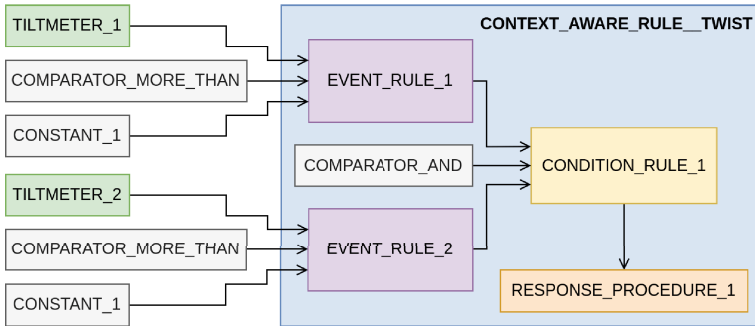 TILTMETER_1
CONTEXT_AWARE_RULE__TWIST
COMPARATOR_MORE_THAN
EVENT_RULE_1
CONSTANT_1
COMPARATOR_AND
CONDITION_RULE_1
TILTMETER_2
COMPARATOR_MORE_THAN
EVENT_RULE_2
CONSTANT_1
RESPONSE_PROCEDURE_1